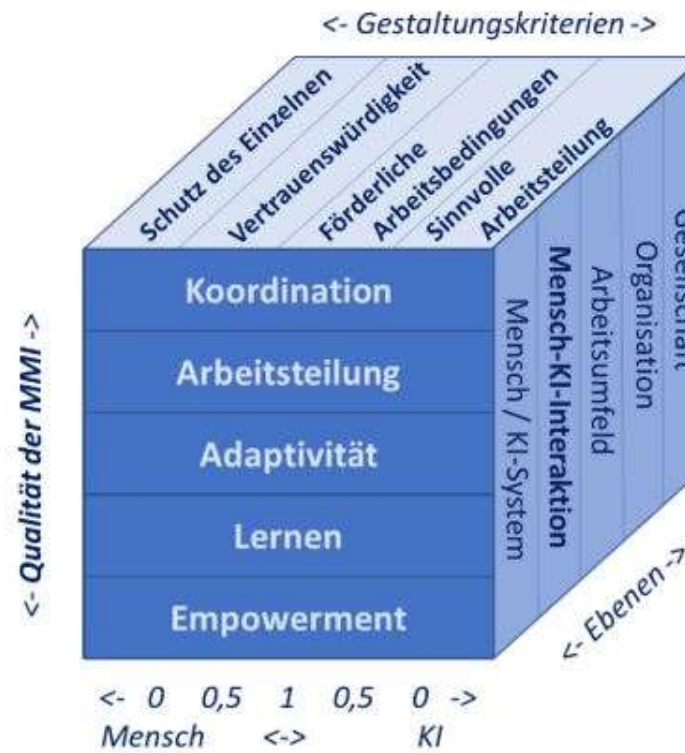 <- Gestaltungskriterien ->
Schutz des Einzelnen
Vertrauenswürdigkeit
Förderliche
Arbeitsbedingungen
Sinnvolle
Arbeitsteilung
<- Qualität der MMI ->
Koordination
Arbeitsteilung
Adaptivität
Lernen
Empowerment
Mensch / KI-System
Mensch-KI-Interaktion
Arbeitsumfeld
Organisation
Gesellschaft
<- Ebenen ->
<- 0 0,5 1 0,5 0 ->
Mensch <-> KI